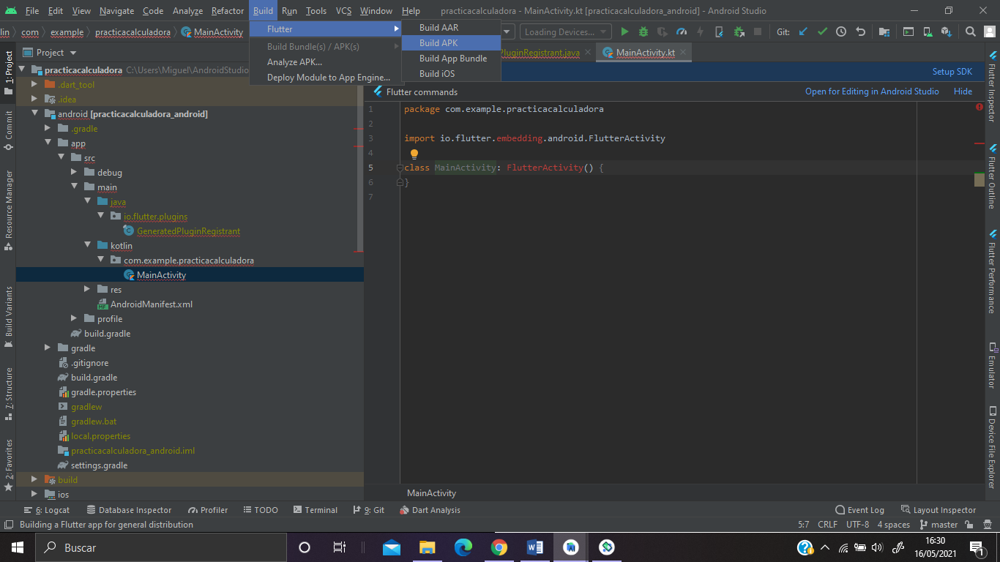 File Edit View Navigate Code Analyze Refactor Build Run Tools VCS Window Help practicacalculadora - MainActivity.kt [practicacalculadora_android] - Android Studio
lin com example practicacalculadora MainActivity Loading Devices... Git:
Flutter
Build Bundle(s) / APK(s)
Analyze APK...
Deploy Module to App Engine...
Build AAR
Build APK
Build App Bundle
Build iOS
Project
PluginRegistrant.java MainActivity.kt
Setup SDK
Flutter commands Open for Editing in Android Studio Hide
practicacalculadora C:\Users\Miguel\AndroidStudio
.dart_tool
.idea
android [practicacalculadora_android]
.gradle
app
src
debug
main
java
io.flutter.plugins
GeneratedPluginRegistrant
kotlin
com.example.practicacalculadora
MainActivity
res
AndroidManifest.xml
profile
build.gradle
gradle
.gitignore
build.gradle
gradle.properties
gradlew
gradlew.bat
local.properties
practicacalculadora_android.iml
settings.gradle
build
ios
1 package com.example.practicacalculadora
2
3 import io.flutter.embedding.android.FlutterActivity
4
5 class MainActivity: FlutterActivity() {
6 }
7
MainActivity
1: Project
Commit
Resource Manager
Build Variants
7: Structure
2: Favorites
Flutter Inspector
Flutter Outline
Flutter Performance
Emulator
Device File Explorer
6: Logcat Database Inspector Profiler TODO Terminal 9: Git Dart Analysis Event Log Layout Inspector
Building a Flutter app for general distribution 5:7 CRLF UTF-8 4 spaces master
Buscar
16:30
16/05/2021
1